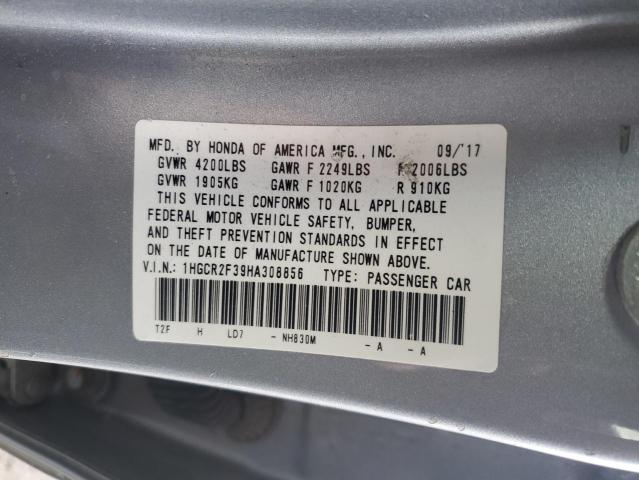 MFD. BY HONDA OF AMERICA MFG., INC. 09/'17
GVWR 4200LBS GAWR F 2249LBS R 2006LBS
GVWR 1905KG GAWR F 1020KG R 910KG
THIS VEHICLE CONFORMS TO ALL APPLICABLE
FEDERAL MOTOR VEHICLE SAFETY, BUMPER,
AND THEFT PREVENTION STANDARDS IN EFFECT
ON THE DATE OF MANUFACTURE SHOWN ABOVE.
V.I.N.: 1HGCR2F39HA308856 TYPE: PASSENGER CAR
T2F H LD7 - NH830M - A - A